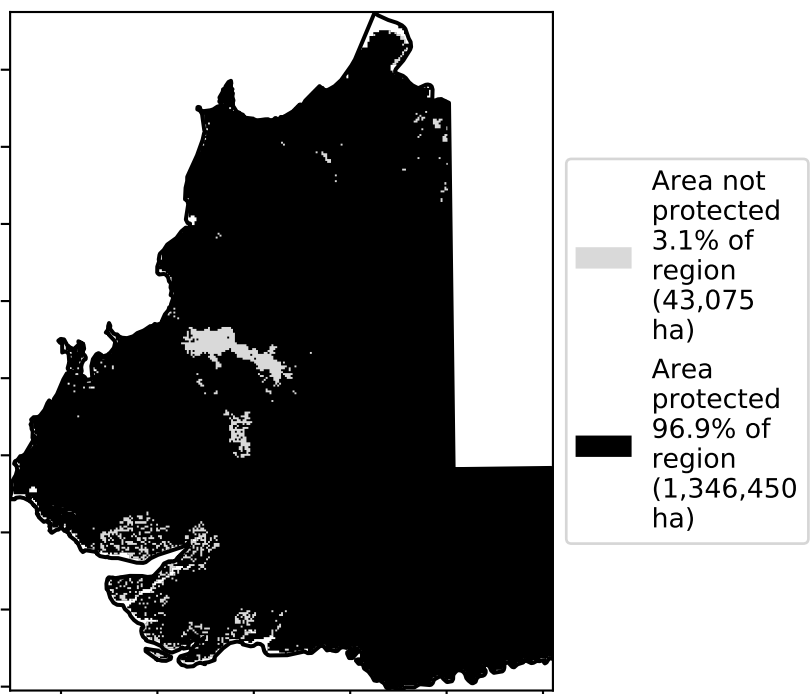 Area not
protected
3.1% of
region
(43,075
ha)
Area
protected
96.9% of
region
(1,346,450
ha)